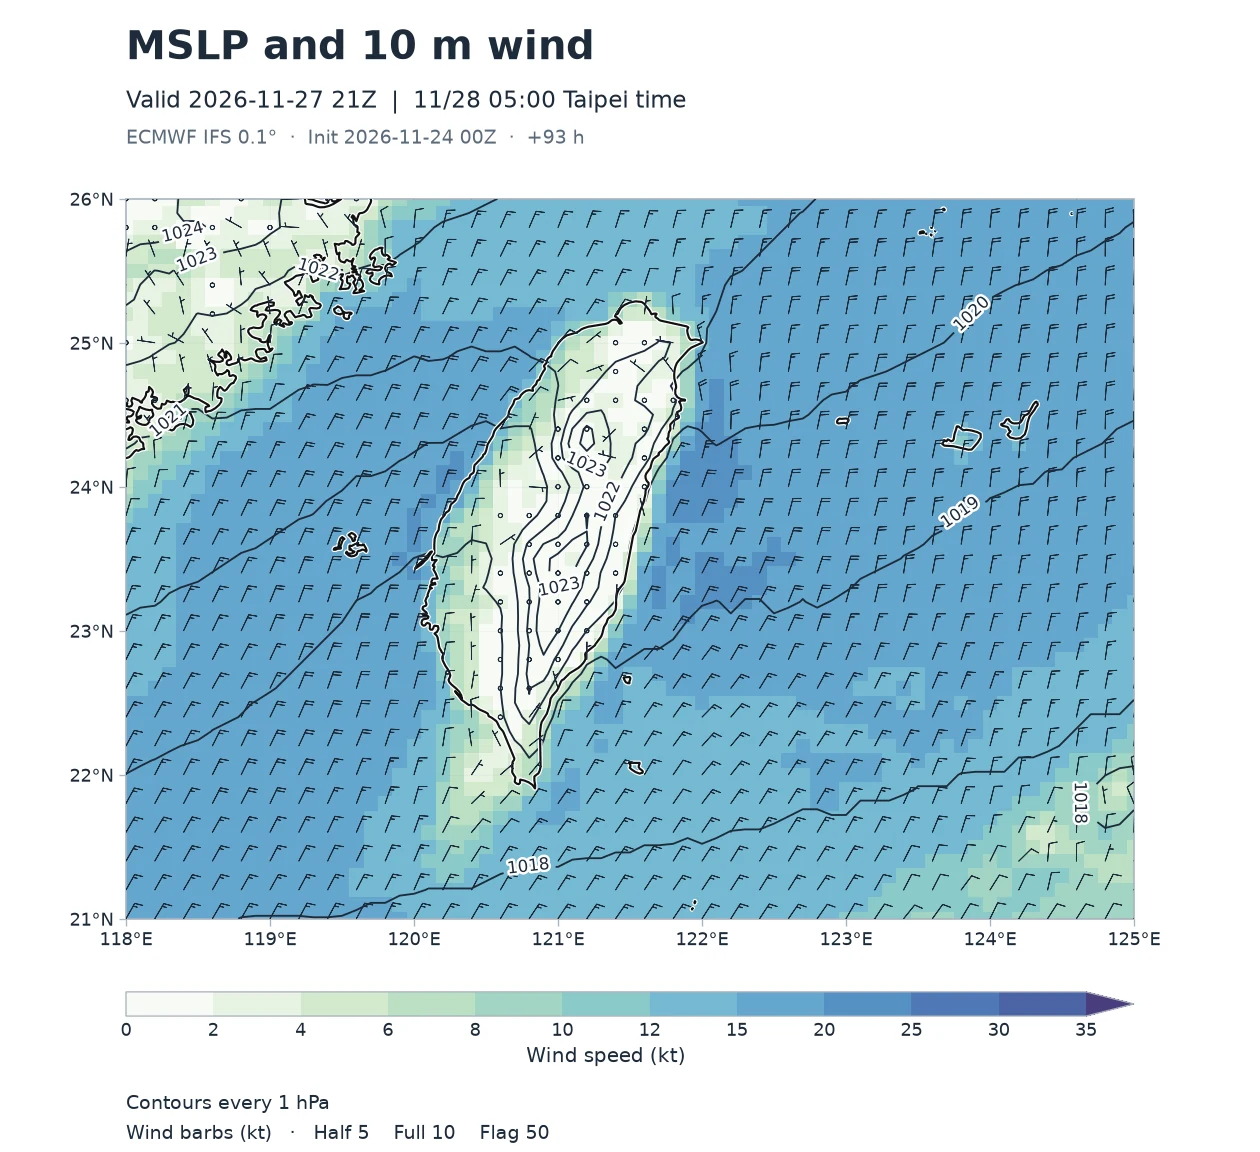 MSLP and 10 m wind
Valid 2026-11-27 21Z | 11/28 05:00 Taipei time
ECMWF IFS 0.1° · Init 2026-11-24 00Z · +93 h
26°N
25°N
24°N
23°N
22°N
21°N
1024
1023
1022
1021
1020
1019
1023
1022
1023
1018
1018
118°E 119°E 120°E 121°E 122°E 123°E 124°E 125°E
0 2 4 6 8 10 12 15 20 25 30 35
Wind speed (kt)
Contours every 1 hPa
Wind barbs (kt) · Half 5 Full 10 Flag 50